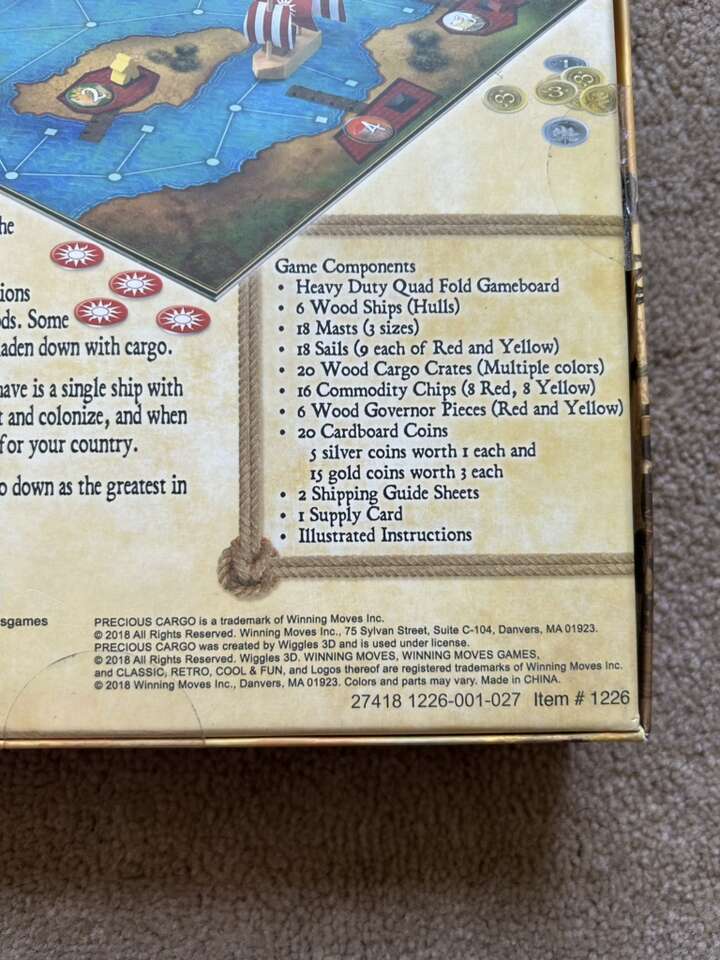 2
4
3
3
1
3
he
ions
ds. Some
aden down with cargo.
have is a single ship with
t and colonize, and when
for your country.
o down as the greatest in
Game Components
• Heavy Duty Quad Fold Gameboard
• 6 Wood Ships (Hulls)
• 18 Masts (3 sizes)
• 18 Sails (9 each of Red and Yellow)
• 20 Wood Cargo Crates (Multiple colors)
• 16 Commodity Chips (8 Red, 8 Yellow)
• 6 Wood Governor Pieces (Red and Yellow)
• 20 Cardboard Coins
5 silver coins worth 1 each and
15 gold coins worth 3 each
• 2 Shipping Guide Sheets
• 1 Supply Card
• Illustrated Instructions
sgames
PRECIOUS CARGO is a trademark of Winning Moves Inc.
© 2018 All Rights Reserved. Winning Moves Inc., 75 Sylvan Street, Suite C-104, Danvers, MA 01923.
PRECIOUS CARGO was created by Wiggles 3D and is used under license.
© 2018 All Rights Reserved. Wiggles 3D. WINNING MOVES, WINNING MOVES GAMES,
and CLASSIC, RETRO, COOL & FUN, and Logos thereof are registered trademarks of Winning Moves Inc.
© 2018 Winning Moves Inc., Danvers, MA 01923. Colors and parts may vary. Made in CHINA.
27418 1226-001-027 Item # 1226